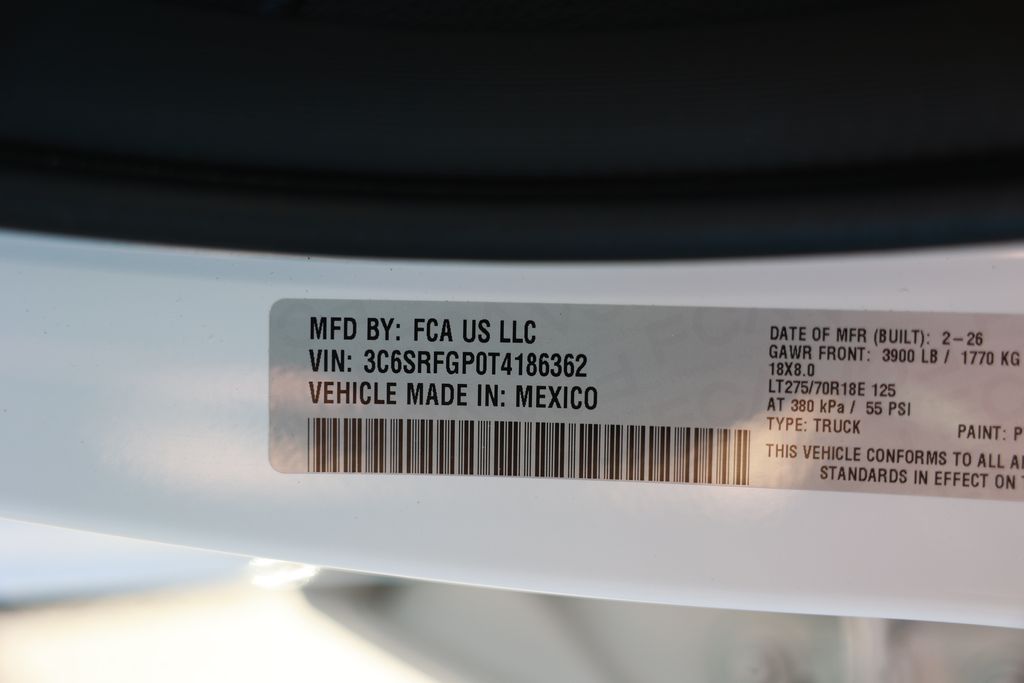 MFD BY: FCA US LLC
VIN: 3C6SRFGP0T4186362
VEHICLE MADE IN: MEXICO
DATE OF MFR (BUILT): 2-26
GAWR FRONT: 3900 LB / 1770 KG
18X8.0
LT275/70R18E 125
AT 380 kPa / 55 PSI
TYPE: TRUCK PAINT: P
THIS VEHICLE CONFORMS TO ALL
STANDARDS IN EFFECT ON